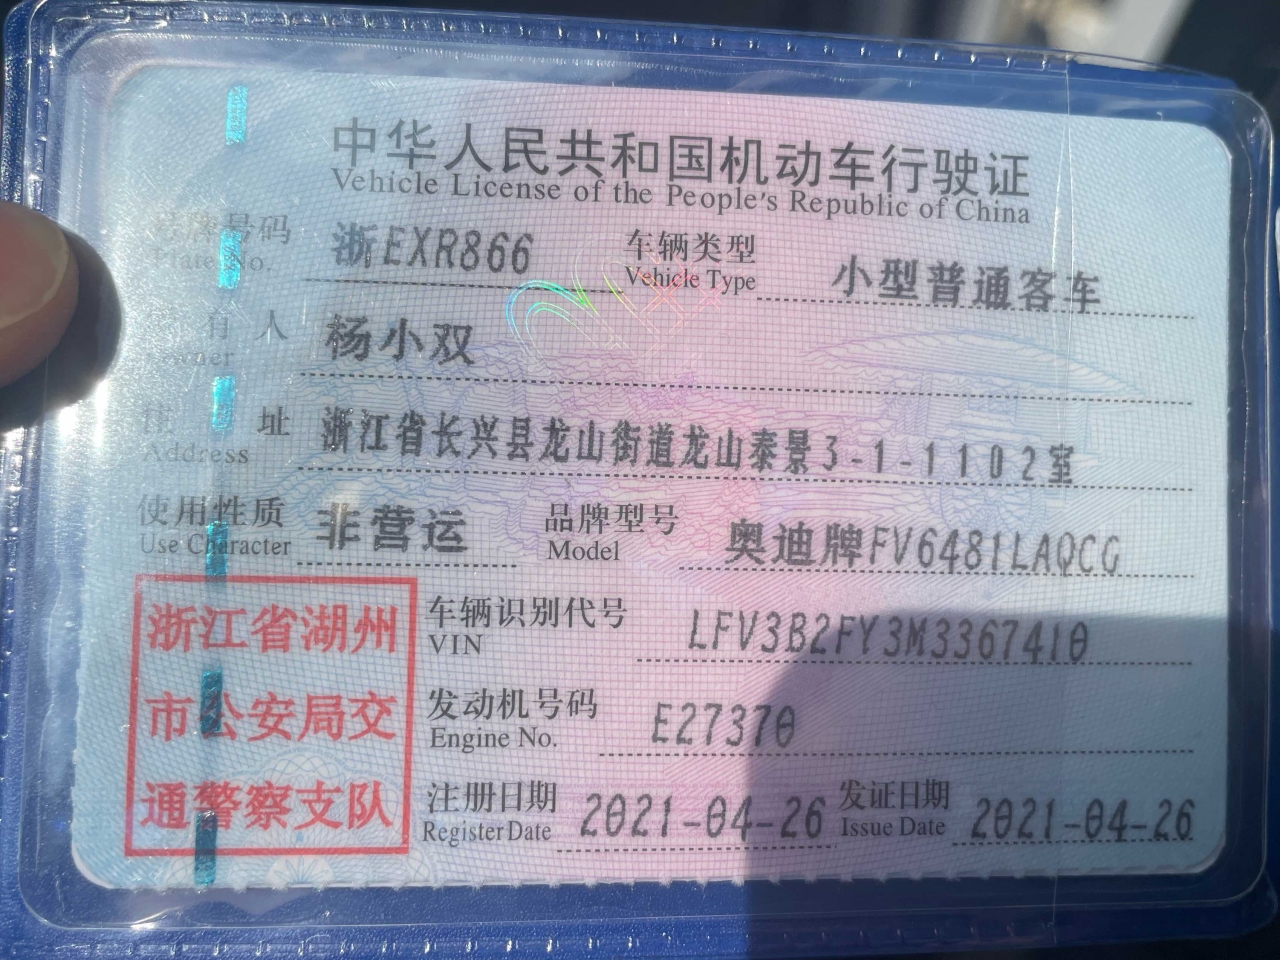 中华人民共和国机动车行驶证
Vehicle License of the People's Republic of China
号牌号码 浙EXR866 车辆类型 小型普通客车
Plate No. Vehicle Type
有 人 杨小双
Owner
住 址 浙江省长兴县龙山街道龙山泰景3-1-1102室
Address
使用性质 非营运 品牌型号 奥迪牌FV6481LAQCG
Use Character Model
浙江省湖州
市公安局交
通警察支队
车辆识别代号 LFV3B2FY3M3367410
VIN
发动机号码 E27370
Engine No.
注册日期 2021-04-26 发证日期 2021-04-26
Register Date Issue Date